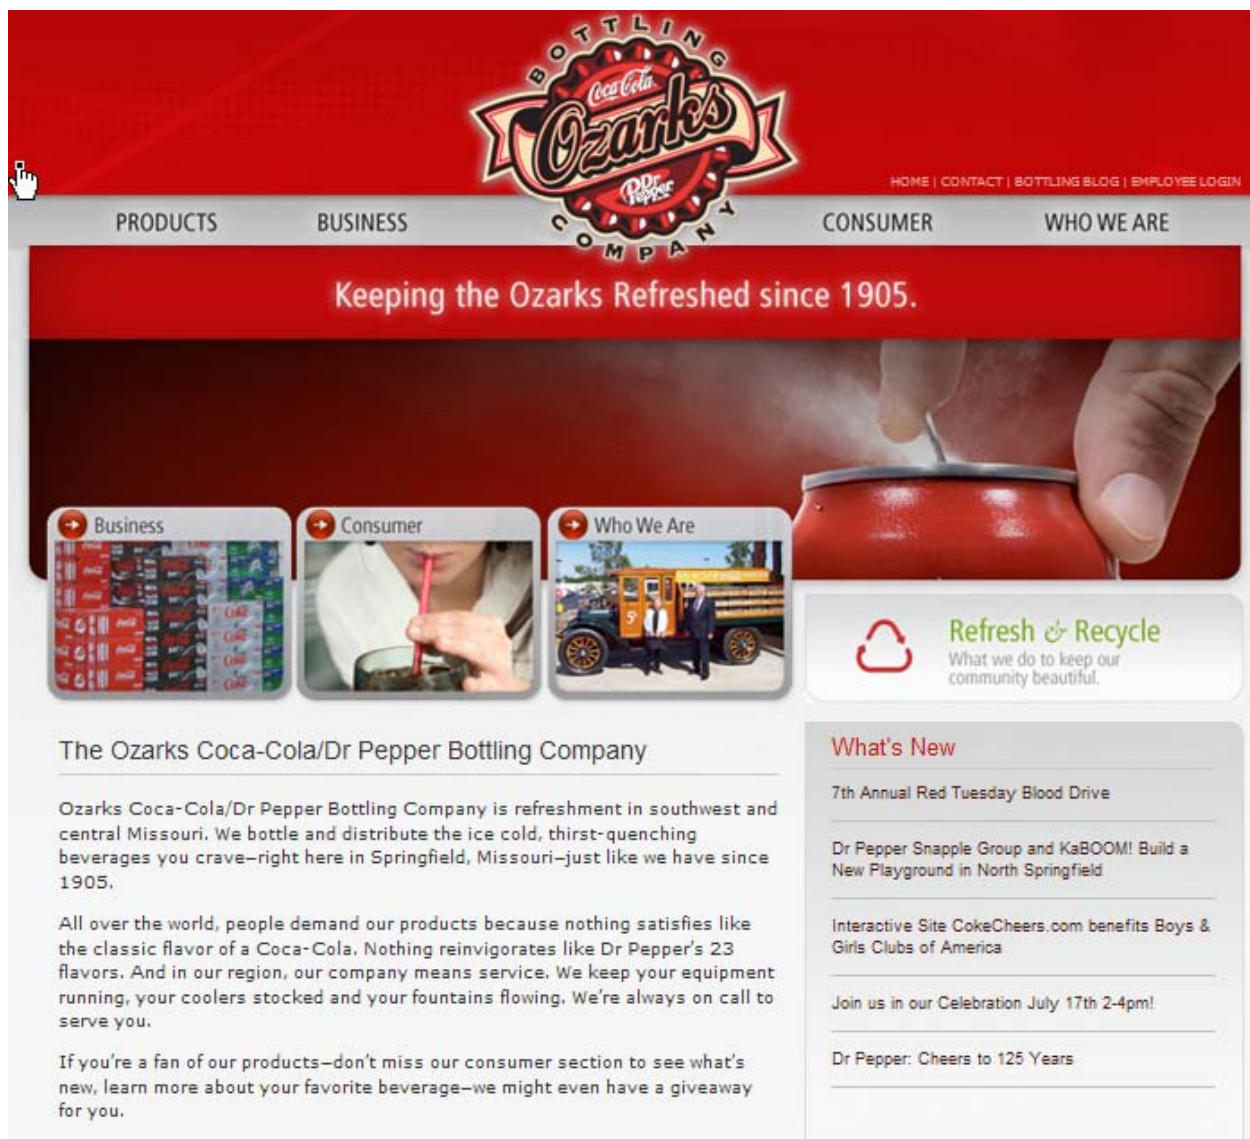 BOTTLING
Coca-Cola
Ozarks
Dr Pepper
COMPANY
HOME | CONTACT | BOTTLING BLOG | EMPLOYEE LOGIN
PRODUCTS
BUSINESS
CONSUMER
WHO WE ARE
Keeping the Ozarks Refreshed since 1905.
Business
Consumer
Who We Are
Refresh & Recycle
What we do to keep our
community beautiful.
The Ozarks Coca-Cola/Dr Pepper Bottling Company
Ozarks Coca-Cola/Dr Pepper Bottling Company is refreshment in southwest and
central Missouri. We bottle and distribute the ice cold, thirst-quenching
beverages you crave—right here in Springfield, Missouri—just like we have since
1905.
All over the world, people demand our products because nothing satisfies like
the classic flavor of a Coca-Cola. Nothing reinvigorates like Dr Pepper's 23
flavors. And in our region, our company means service. We keep your equipment
running, your coolers stocked and your fountains flowing. We're always on call to
serve you.
If you're a fan of our products—don't miss our consumer section to see what's
new, learn more about your favorite beverage—we might even have a giveaway
for you.
What's New
7th Annual Red Tuesday Blood Drive
Dr Pepper Snapple Group and KaBOOM! Build a
New Playground in North Springfield
Interactive Site CokeCheers.com benefits Boys &
Girls Clubs of America
Join us in our Celebration July 17th 2-4pm!
Dr Pepper: Cheers to 125 Years